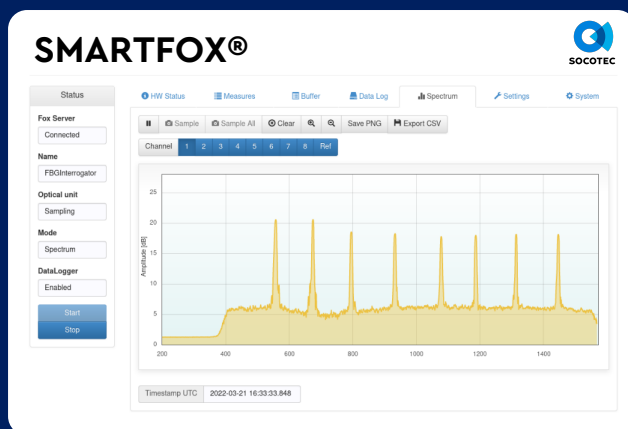 SMARTFOX®
SOCOTEC
Status
Fox Server
Connected
Name
FBGInterrogator
Optical unit
Sampling
Mode
Spectrum
DataLogger
Enabled
Start
Stop
HW Status Measures Buffer Data Log Spectrum Settings System
Sample Sample All Clear Save PNG Export CSV
Channel 1 2 3 4 5 6 7 8 Ref
Amplitude [dB]
25
20
15
10
5
0
200 400 600 800 1000 1200 1400
Timestamp UTC 2022-03-21 16:33:33.848